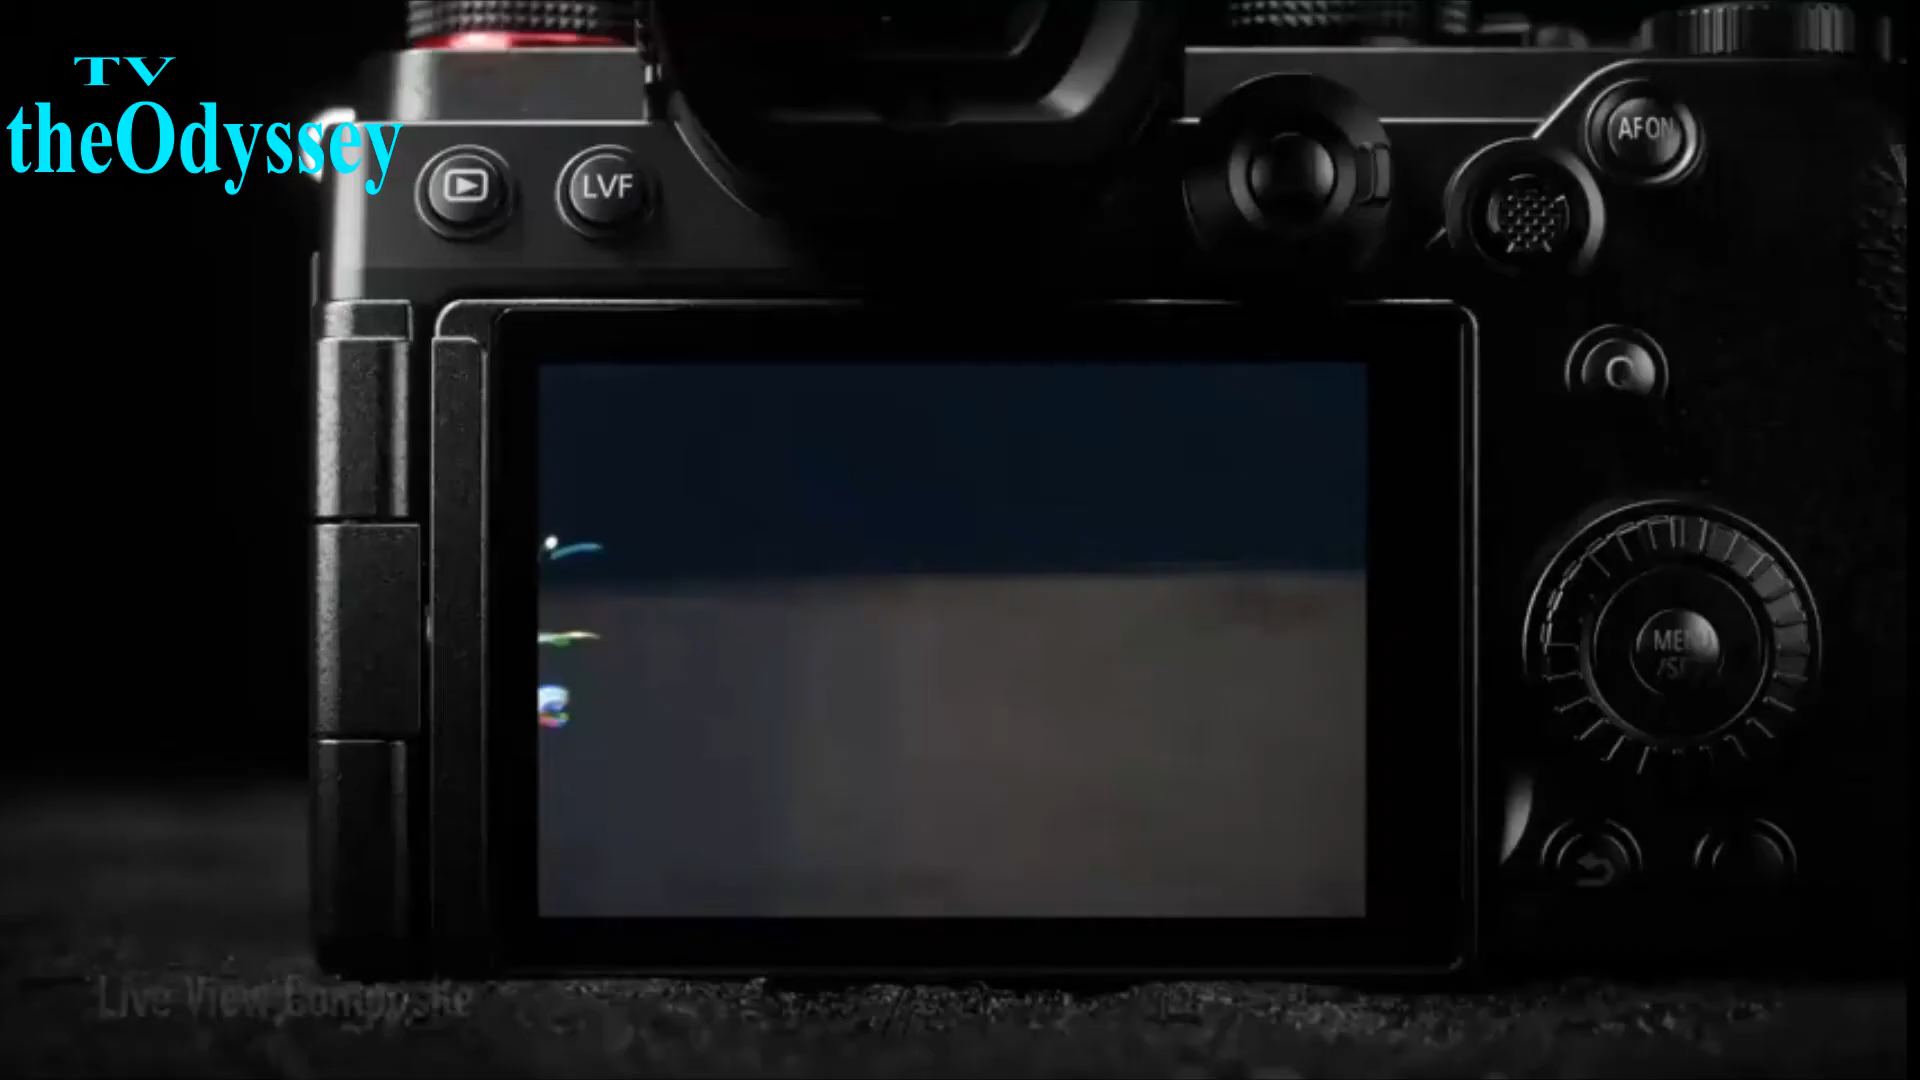 TV
theOdyssey
LVF
AF ON
Q
Live View Composite